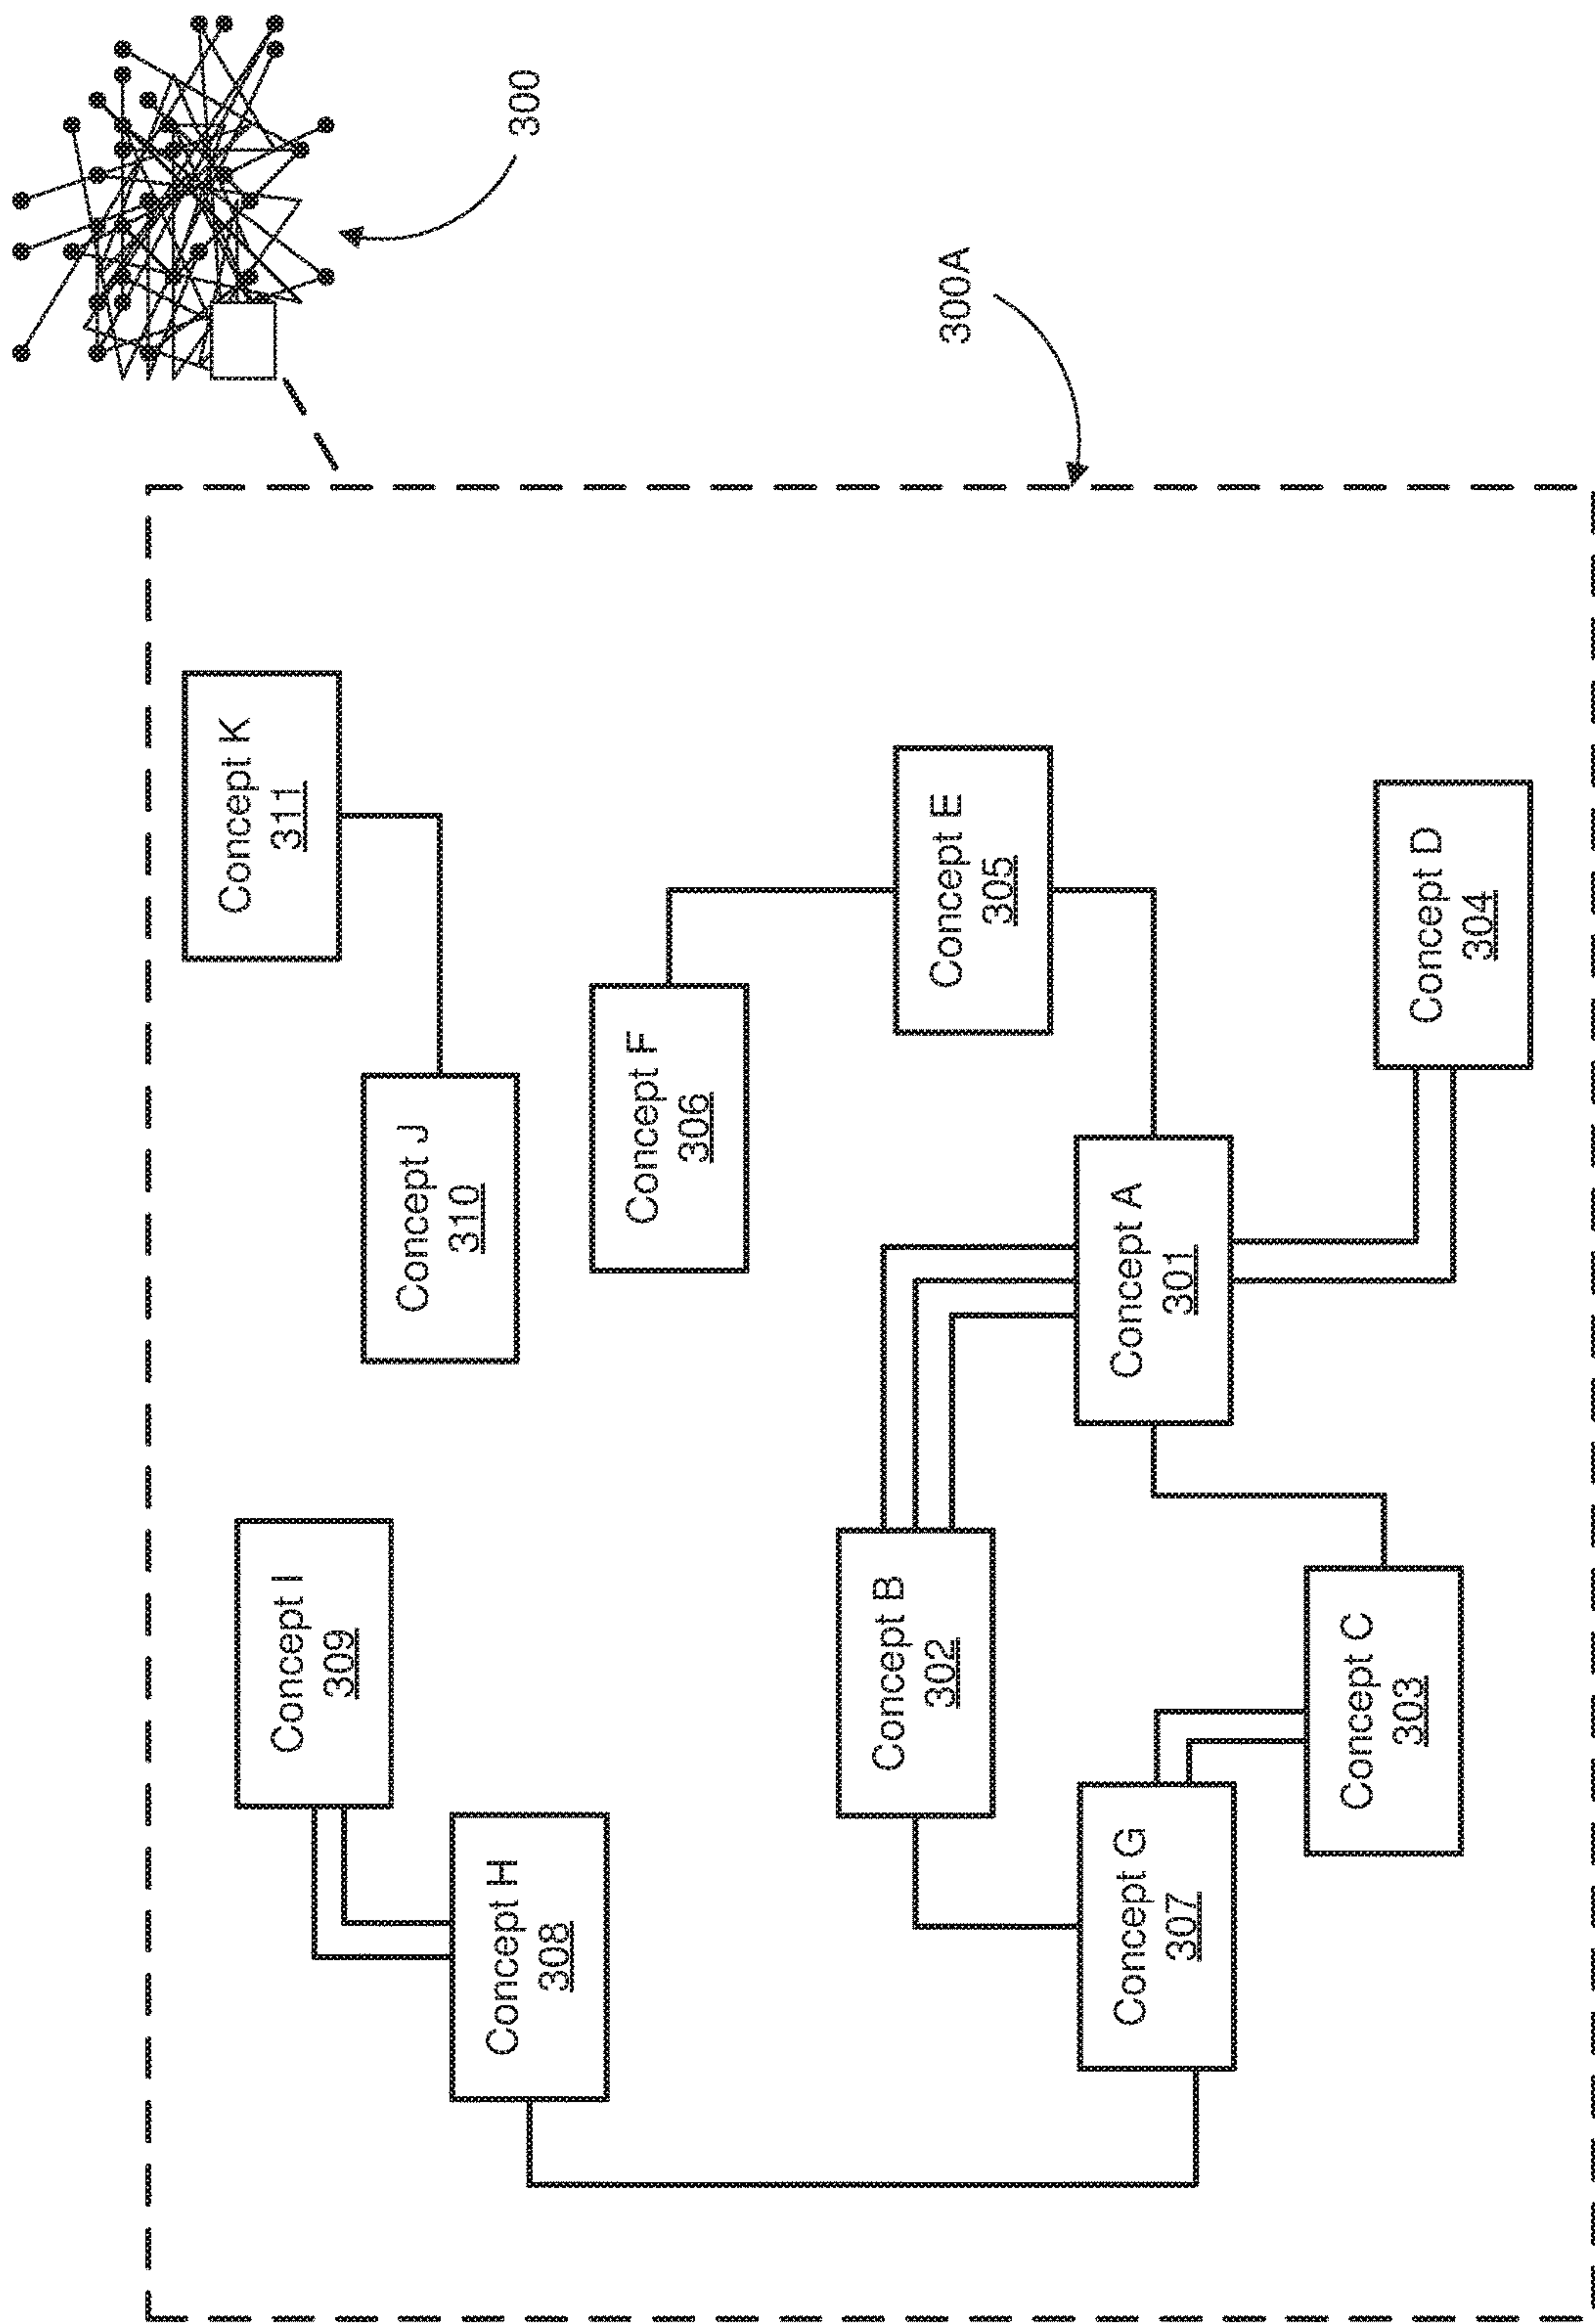 Concept K
311
Concept I
309
Concept J
310
Concept H
308
300
Concept F
306
Concept B
302
Concept E
305
300A
Concept G
307
Concept A
301
Concept C
303
Concept D
304